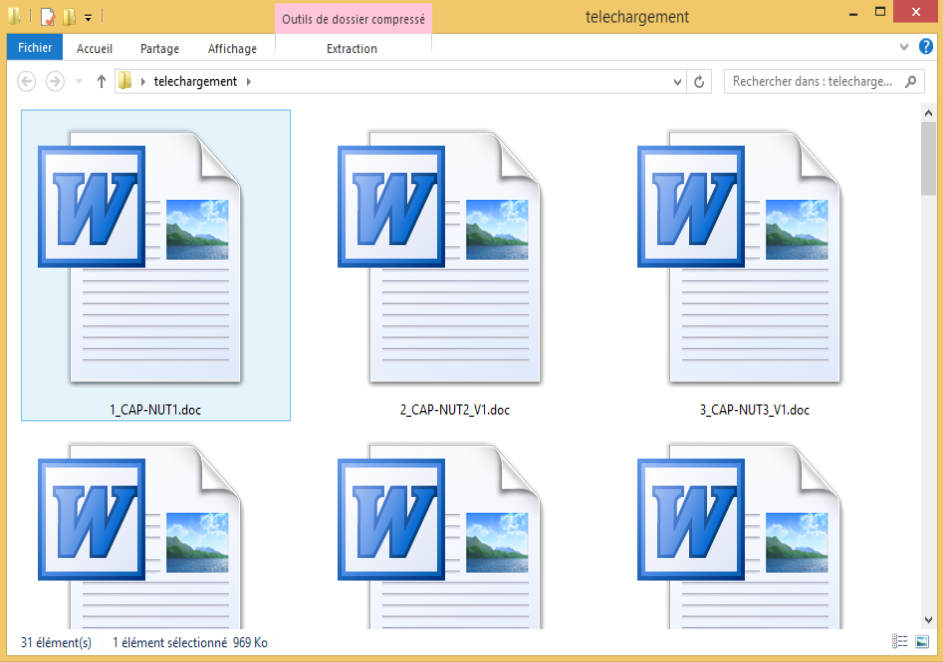 Outils de dossier compressé
telechargement
Fichier
Accueil
Partage
Affichage
Extraction
telechargement
Rechercher dans : telecharge...
W
W
W
1_CAP-NUT1.doc
2_CAP-NUT2_V1.doc
3_CAP-NUT3_V1.doc
W
W
W
31 élément(s)
1 élément sélectionné 969 Ko